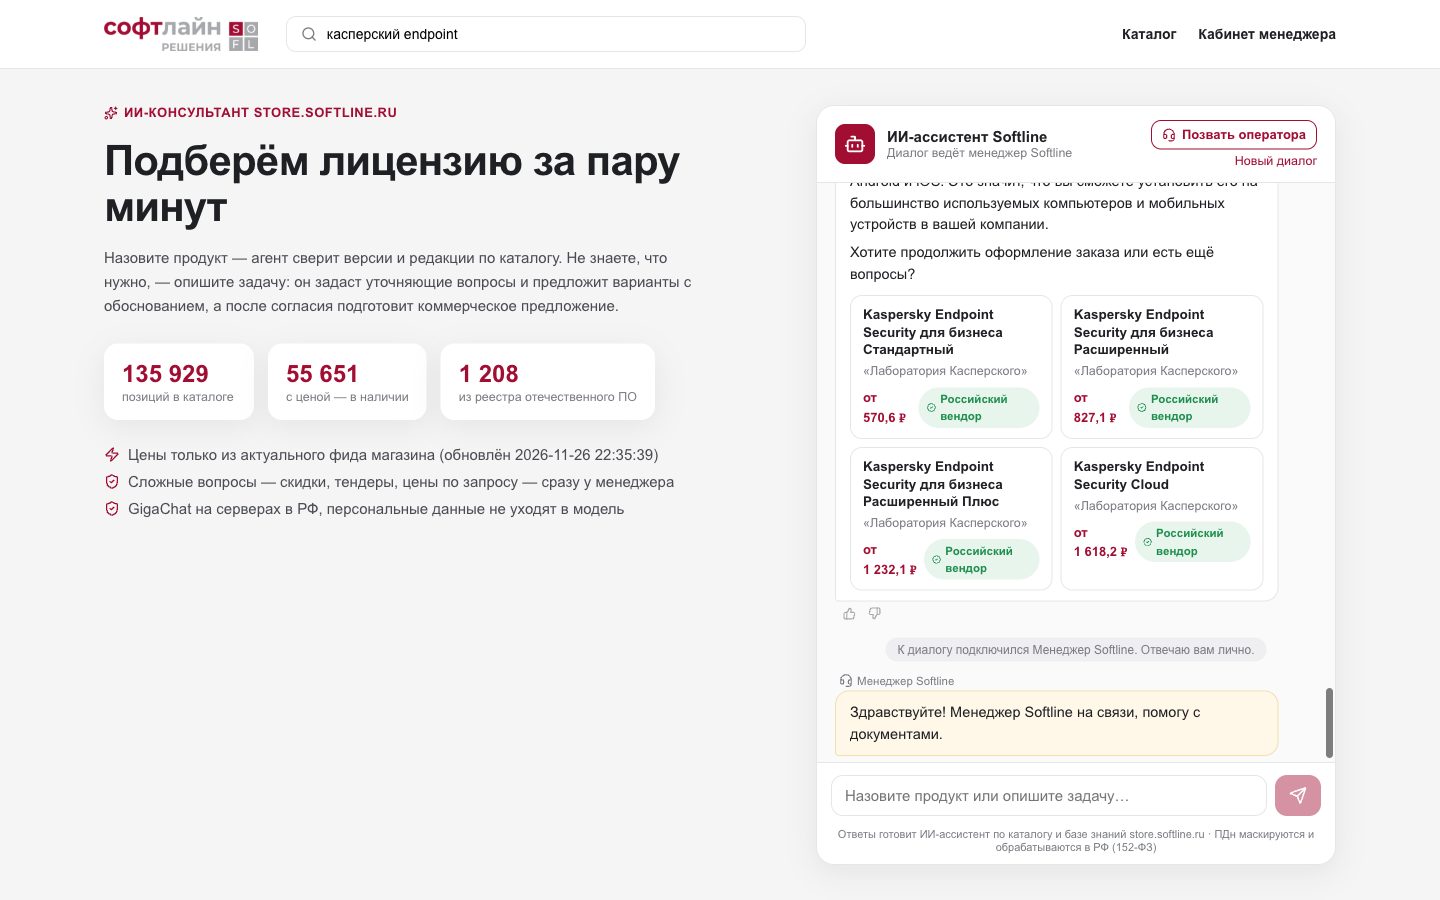 софтлайн
РЕШЕНИЯ
S O
F L
касперский endpoint
Каталог
Кабинет менеджера
ИИ-КОНСУЛЬТАНТ STORE.SOFTLINE.RU
Подберём лицензию за пару
минут
Назовите продукт — агент сверит версии и редакции по каталогу. Не знаете, что
нужно, — опишите задачу: он задаст уточняющие вопросы и предложит варианты с
обоснованием, а после согласия подготовит коммерческое предложение.
135 929
позиций в каталоге
55 651
с ценой — в наличии
1 208
из реестра отечественного ПО
Цены только из актуального фида магазина (обновлён 2026-11-26 22:35:39)
Сложные вопросы — скидки, тендеры, цены по запросу — сразу у менеджера
GigaChat на серверах в РФ, персональные данные не уходят в модель
ИИ-ассистент Softline
Диалог ведёт менеджер Softline
Позвать оператора
Новый диалог
Android и iOS. Это значит, что вы сможете установить его на
большинство используемых компьютеров и мобильных
устройств в вашей компании.
Хотите продолжить оформление заказа или есть ещё
вопросы?
Kaspersky Endpoint
Security для бизнеса
Стандартный
«Лаборатория Касперского»
от
570,6 ₽
Российский
вендор
Kaspersky Endpoint
Security для бизнеса
Расширенный
«Лаборатория Касперского»
от
827,1 ₽
Российский
вендор
Kaspersky Endpoint
Security для бизнеса
Расширенный Плюс
«Лаборатория Касперского»
от
1 232,1 ₽
Российский
вендор
Kaspersky Endpoint
Security Cloud
«Лаборатория Касперского»
от
1 618,2 ₽
Российский
вендор
К диалогу подключился Менеджер Softline. Отвечаю вам лично.
Менеджер Softline
Здравствуйте! Менеджер Softline на связи, помогу с
документами.
Назовите продукт или опишите задачу…
Ответы готовит ИИ-ассистент по каталогу и базе знаний store.softline.ru · ПДн маскируются и
обрабатываются в РФ (152-ФЗ)